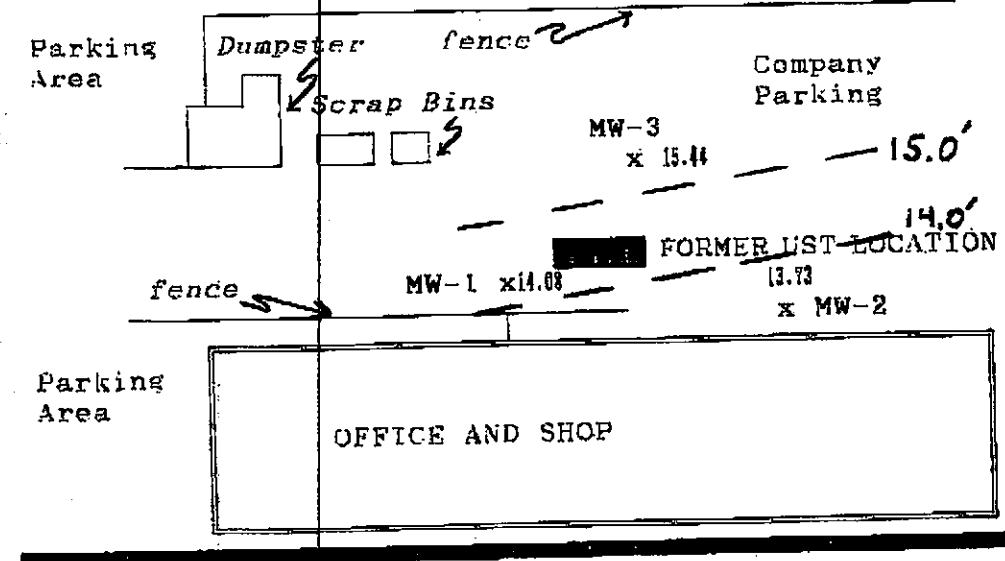 Parking
Area
Dumpster
fence
Scrap Bins
Company
Parking
MW-3
x 15.44
15.0'
14.0'
FORMER UST LOCATION
MW-1 x14.08
13.73
x MW-2
fence
Parking
Area
OFFICE AND SHOP